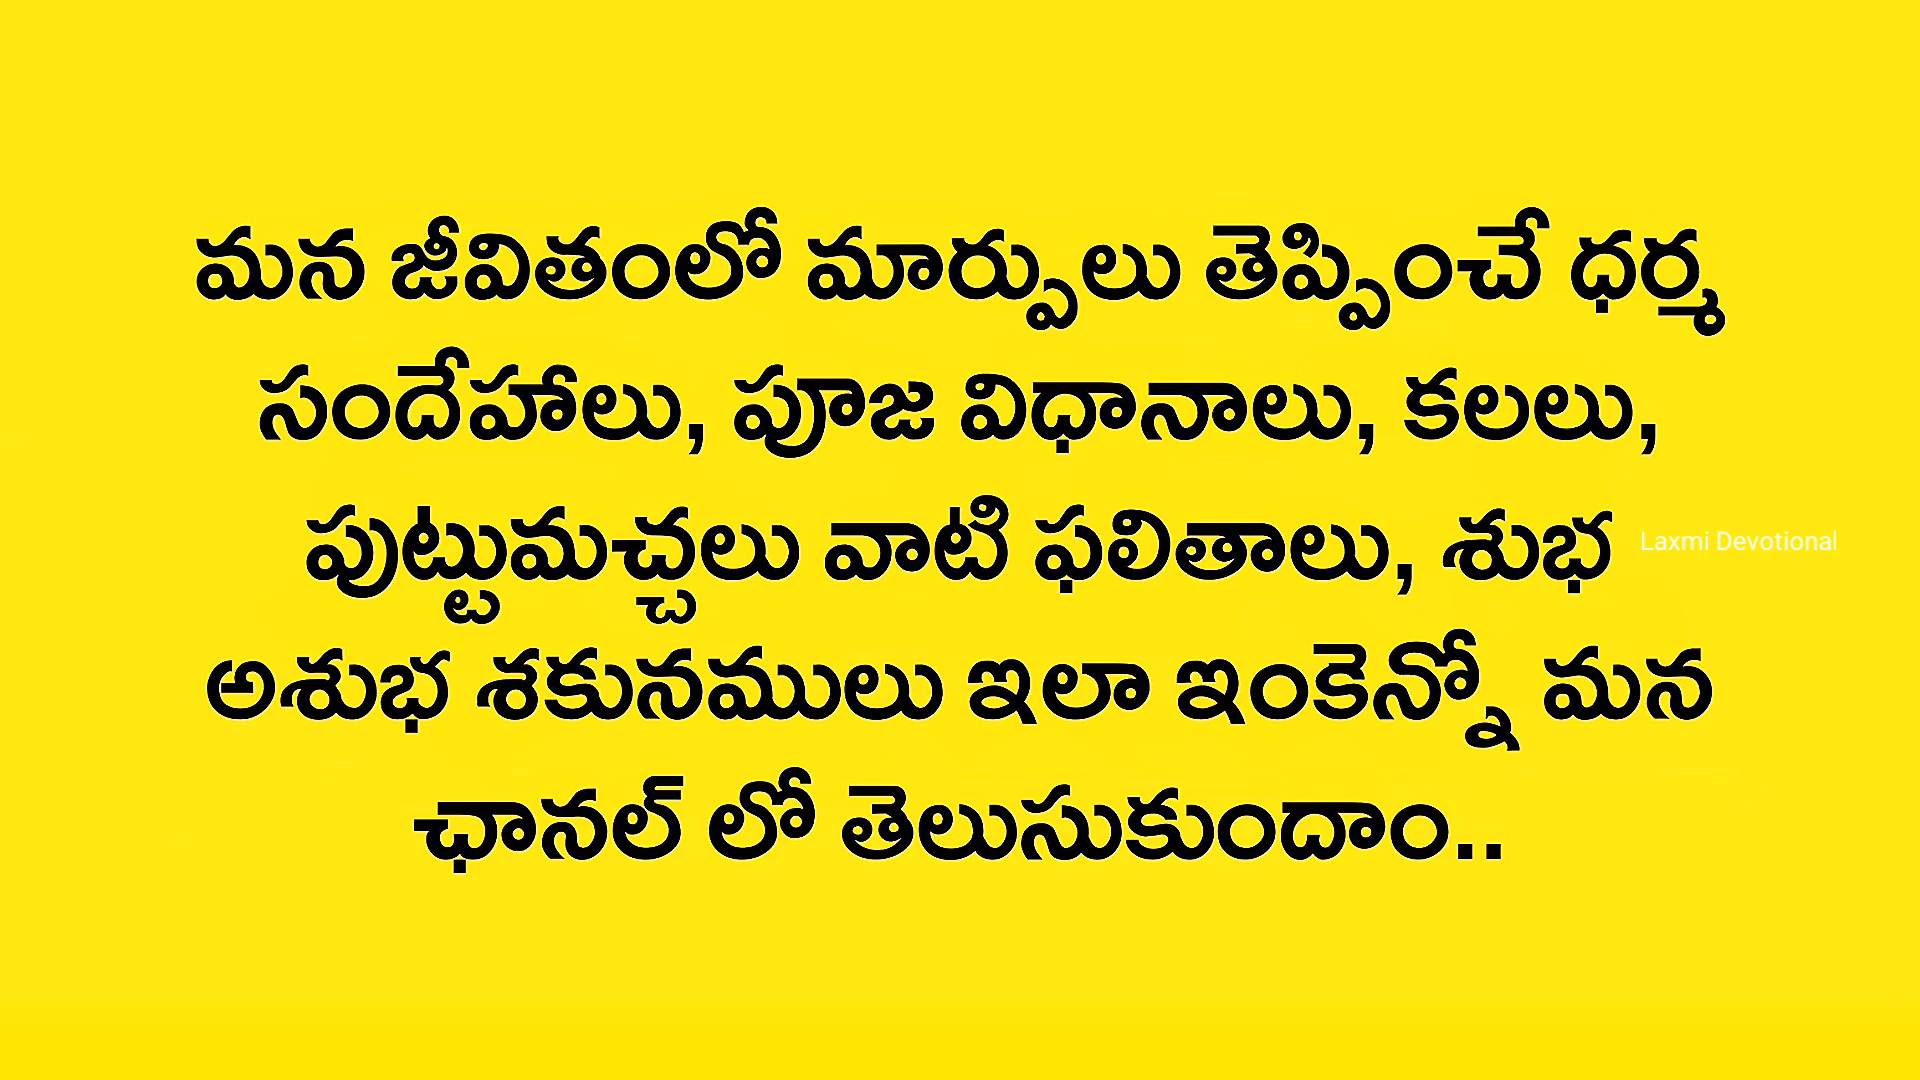 మన జీవితంలో మార్పులు తెప్పించే ధర్మ
సందేహాలు, పూజ విధానాలు, కలలు,
పుట్టుమచ్చలు వాటి ఫలితాలు, శుభ
Laxmi Devotional
అశుభ శకునములు ఇలా ఇంకెన్నో మన
ఛానల్ లో తెలుసుకుందాం..